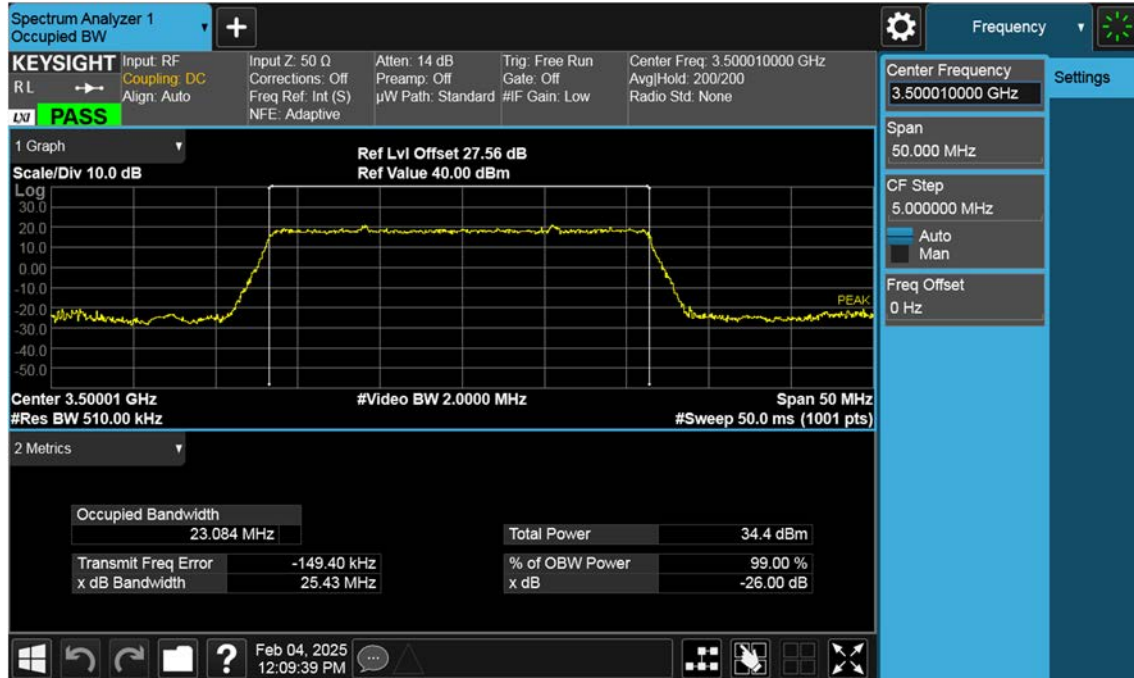 Spectrum Analyzer 1
Occupied BW
+
Frequency
KEYSIGHT
R L
LXI
PASS
Input: RF
Coupling: DC
Align: Auto
Input Z: 50 Ω
Corrections: Off
Freq Ref: Int (S)
NFE: Adaptive
Atten: 14 dB
Preamp: Off
µW Path: Standard
Trig: Free Run
Gate: Off
#IF Gain: Low
Center Freq: 3.500010000 GHz
Avg|Hold: 200/200
Radio Std: None
Center Frequency
3.500010000 GHz
Settings
Span
50.000 MHz
CF Step
5.000000 MHz
Auto
Man
Freq Offset
0 Hz
1 Graph
Scale/Div 10.0 dB
Ref Lvl Offset 27.56 dB
Ref Value 40.00 dBm
Log
30.0
20.0
10.0
0.00
-10.0
-20.0
-30.0
-40.0
-50.0
PEAK
Center 3.50001 GHz
#Video BW 2.0000 MHz
Span 50 MHz
#Res BW 510.00 kHz
#Sweep 50.0 ms (1001 pts)
2 Metrics
Occupied Bandwidth
23.084 MHz
Total Power 34.4 dBm
Transmit Freq Error -149.40 kHz
% of OBW Power 99.00 %
x dB Bandwidth 25.43 MHz
x dB -26.00 dB
?
Feb 04, 2025
12:09:39 PM